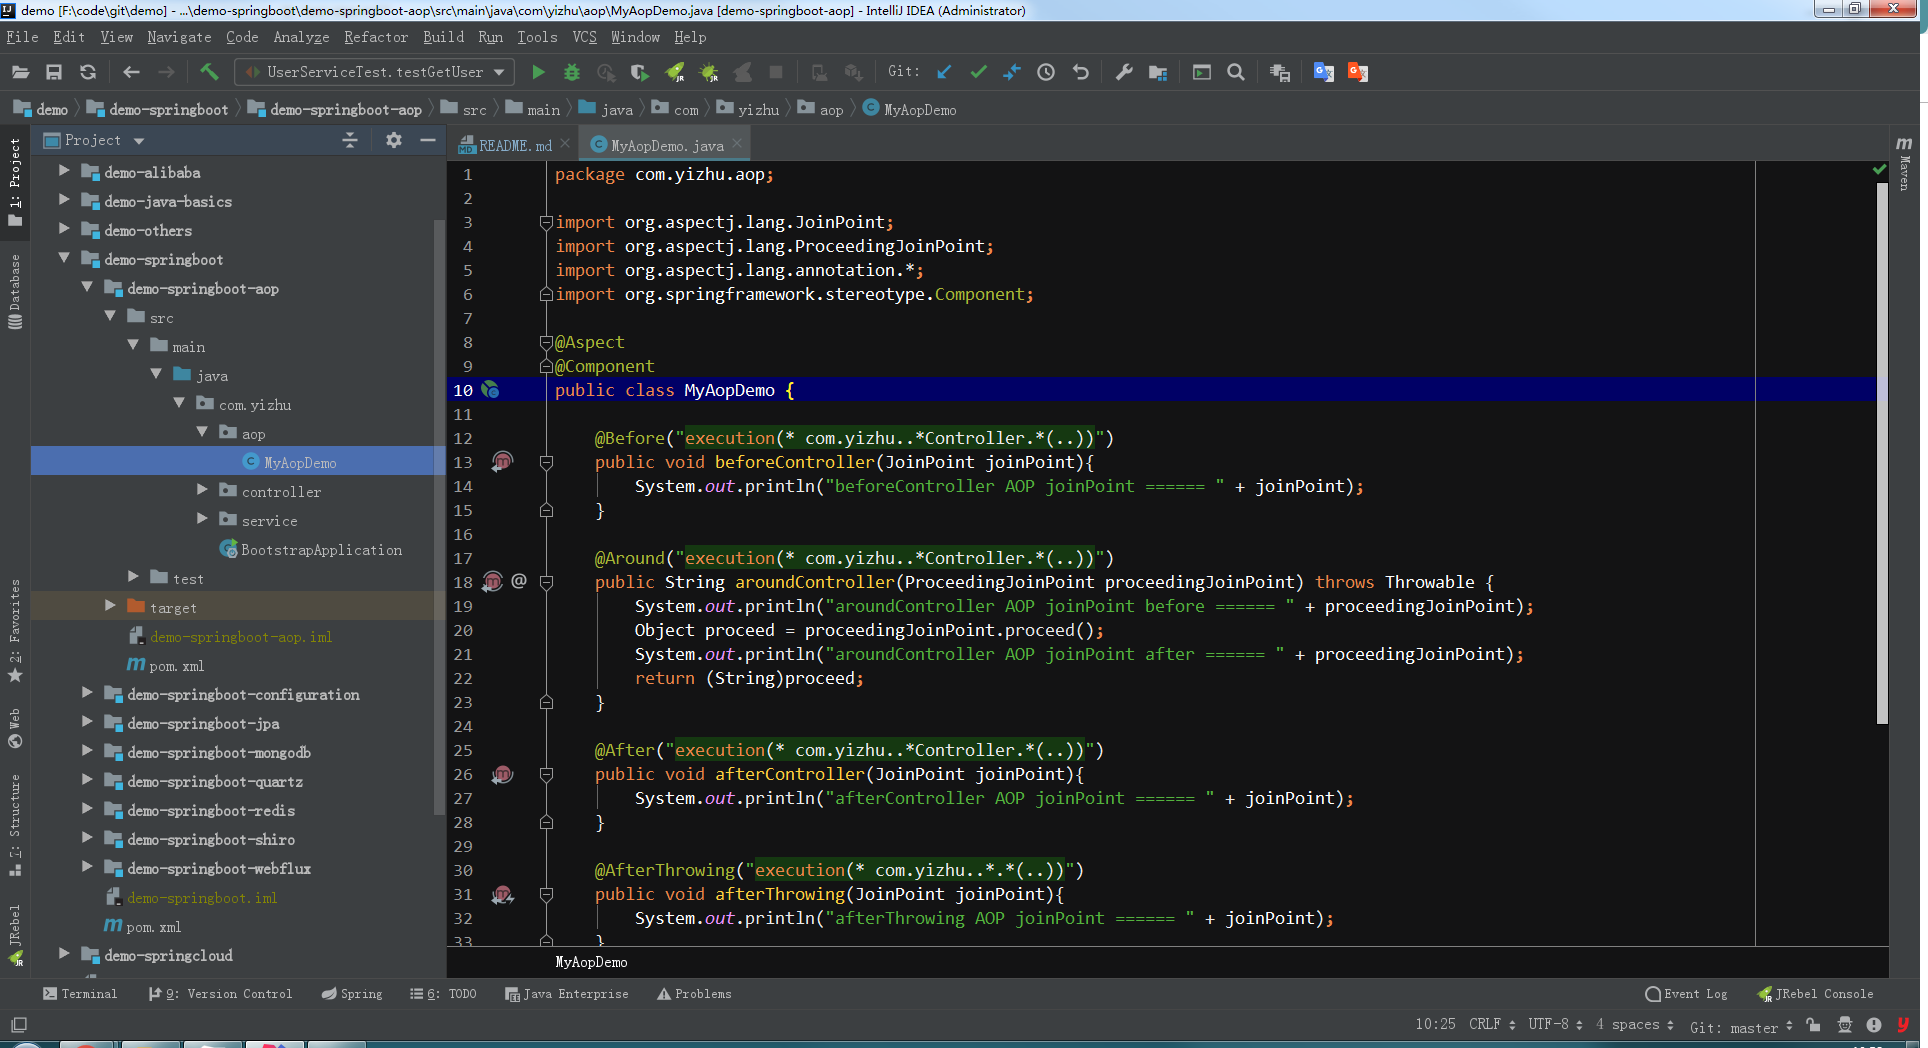 demo [F:\code\git\demo] - ...\demo-springboot\demo-springboot-aop\src\main\java\com\yizhu\aop\MyAopDemo.java [demo-springboot-aop] - IntelliJ IDEA (Administrator)
File Edit View Navigate Code Analyze Refactor Build Run Tools VCS Window Help
UserServiceTest.testGetUser Git:
demo demo-springboot demo-springboot-aop src main java com yizhu aop MyAopDemo
Project
README.md
MyAopDemo.java
1: Project
Database
2: Favorites
Web
7: Structure
JRebel
Maven
demo-alibaba
demo-java-basics
demo-others
demo-springboot
demo-springboot-aop
src
main
java
com.yizhu
aop
MyAopDemo
controller
service
BootstrapApplication
test
target
demo-springboot-aop.iml
pom.xml
demo-springboot-configuration
demo-springboot-jpa
demo-springboot-mongodb
demo-springboot-quartz
demo-springboot-redis
demo-springboot-shiro
demo-springboot-webflux
demo-springboot.iml
pom.xml
demo-springcloud
1 package com.yizhu.aop;
2
3 import org.aspectj.lang.JoinPoint;
4 import org.aspectj.lang.ProceedingJoinPoint;
5 import org.aspectj.lang.annotation.*;
6 import org.springframework.stereotype.Component;
7
8 @Aspect
9 @Component
10 public class MyAopDemo {
11
12 @Before("execution(* com.yizhu..*Controller.*(..))")
13 public void beforeController(JoinPoint joinPoint){
14 System.out.println("beforeController AOP joinPoint ====== " + joinPoint);
15 }
16
17 @Around("execution(* com.yizhu..*Controller.*(..))")
18 @ public String aroundController(ProceedingJoinPoint proceedingJoinPoint) throws Throwable {
19 System.out.println("aroundController AOP joinPoint before ====== " + proceedingJoinPoint);
20 Object proceed = proceedingJoinPoint.proceed();
21 System.out.println("aroundController AOP joinPoint after ====== " + proceedingJoinPoint);
22 return (String)proceed;
23 }
24
25 @After("execution(* com.yizhu..*Controller.*(..))")
26 public void afterController(JoinPoint joinPoint){
27 System.out.println("afterController AOP joinPoint ====== " + joinPoint);
28 }
29
30 @AfterThrowing("execution(* com.yizhu..*.*(..))")
31 public void afterThrowing(JoinPoint joinPoint){
32 System.out.println("afterThrowing AOP joinPoint ====== " + joinPoint);
33 }
MyAopDemo
Terminal 9: Version Control Spring 6: TODO Java Enterprise Problems Event Log JRebel Console
10:25 CRLF UTF-8 4 spaces Git: master